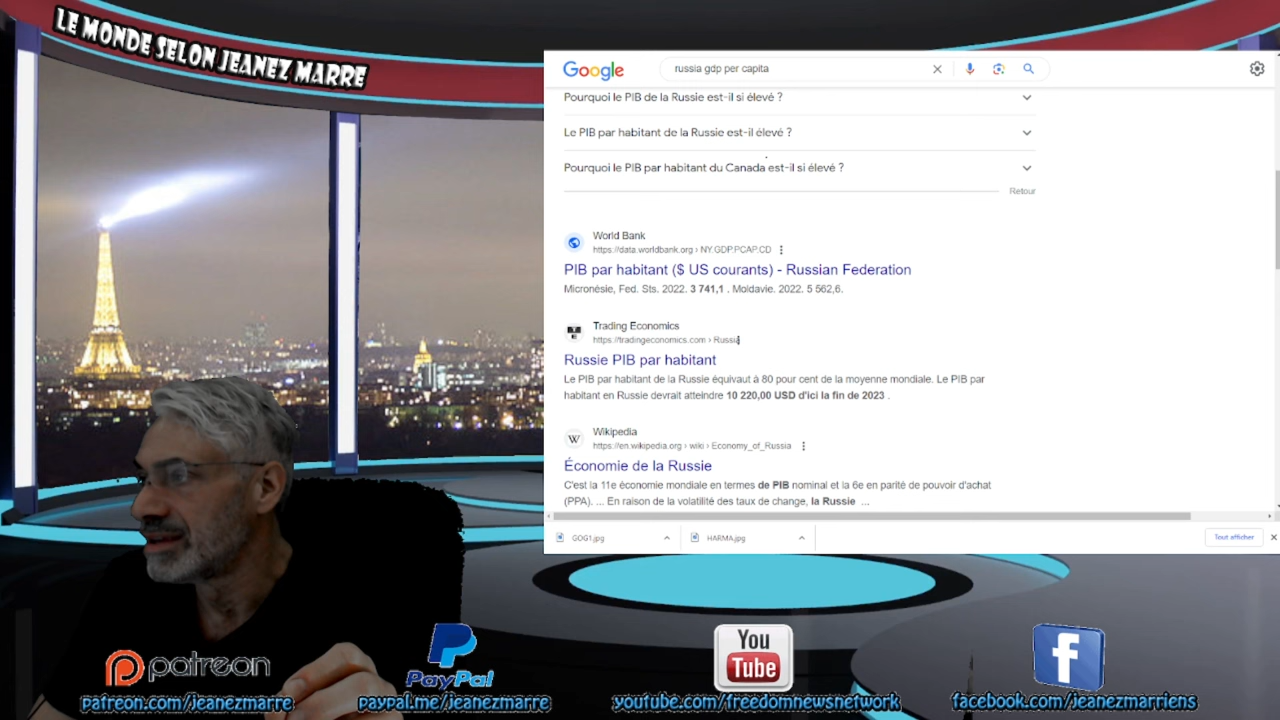 LE MONDE SELON JEANEZ MARRE
Google
russia gdp per capita
Pourquoi le PIB de la Russie est-il si élevé ?
Le PIB par habitant de la Russie est-il élevé ?
Pourquoi le PIB par habitant du Canada est-il si élevé ?
Retour
World Bank
https://data.worldbank.org › NY.GDP.PCAP.CD
PIB par habitant ($ US courants) - Russian Federation
Micronésie, Fed. Sts. 2022. 3 741,1 . Moldavie. 2022. 5 562,6.
Trading Economics
https://tradingeconomics.com › Russia
Russie PIB par habitant
Le PIB par habitant de la Russie équivaut à 80 pour cent de la moyenne mondiale. Le PIB par
habitant en Russie devrait atteindre 10 220,00 USD d'ici la fin de 2023 .
W
Wikipedia
https://en.wikipedia.org › wiki › Economy_of_Russia
Économie de la Russie
C'est la 11e économie mondiale en termes de PIB nominal et la 6e en parité de pouvoir d'achat
(PPA). ... En raison de la volatilité des taux de change, la Russie ...
GOG1.jpg
HARMA.jpg
Tout afficher
patreon
patreon.com/jeanezmarre
PayPal
paypal.me/jeanezmarre
You
Tube
youtube.com/freedomnewsnetwork
f
facebook.com/jeanezmarriens